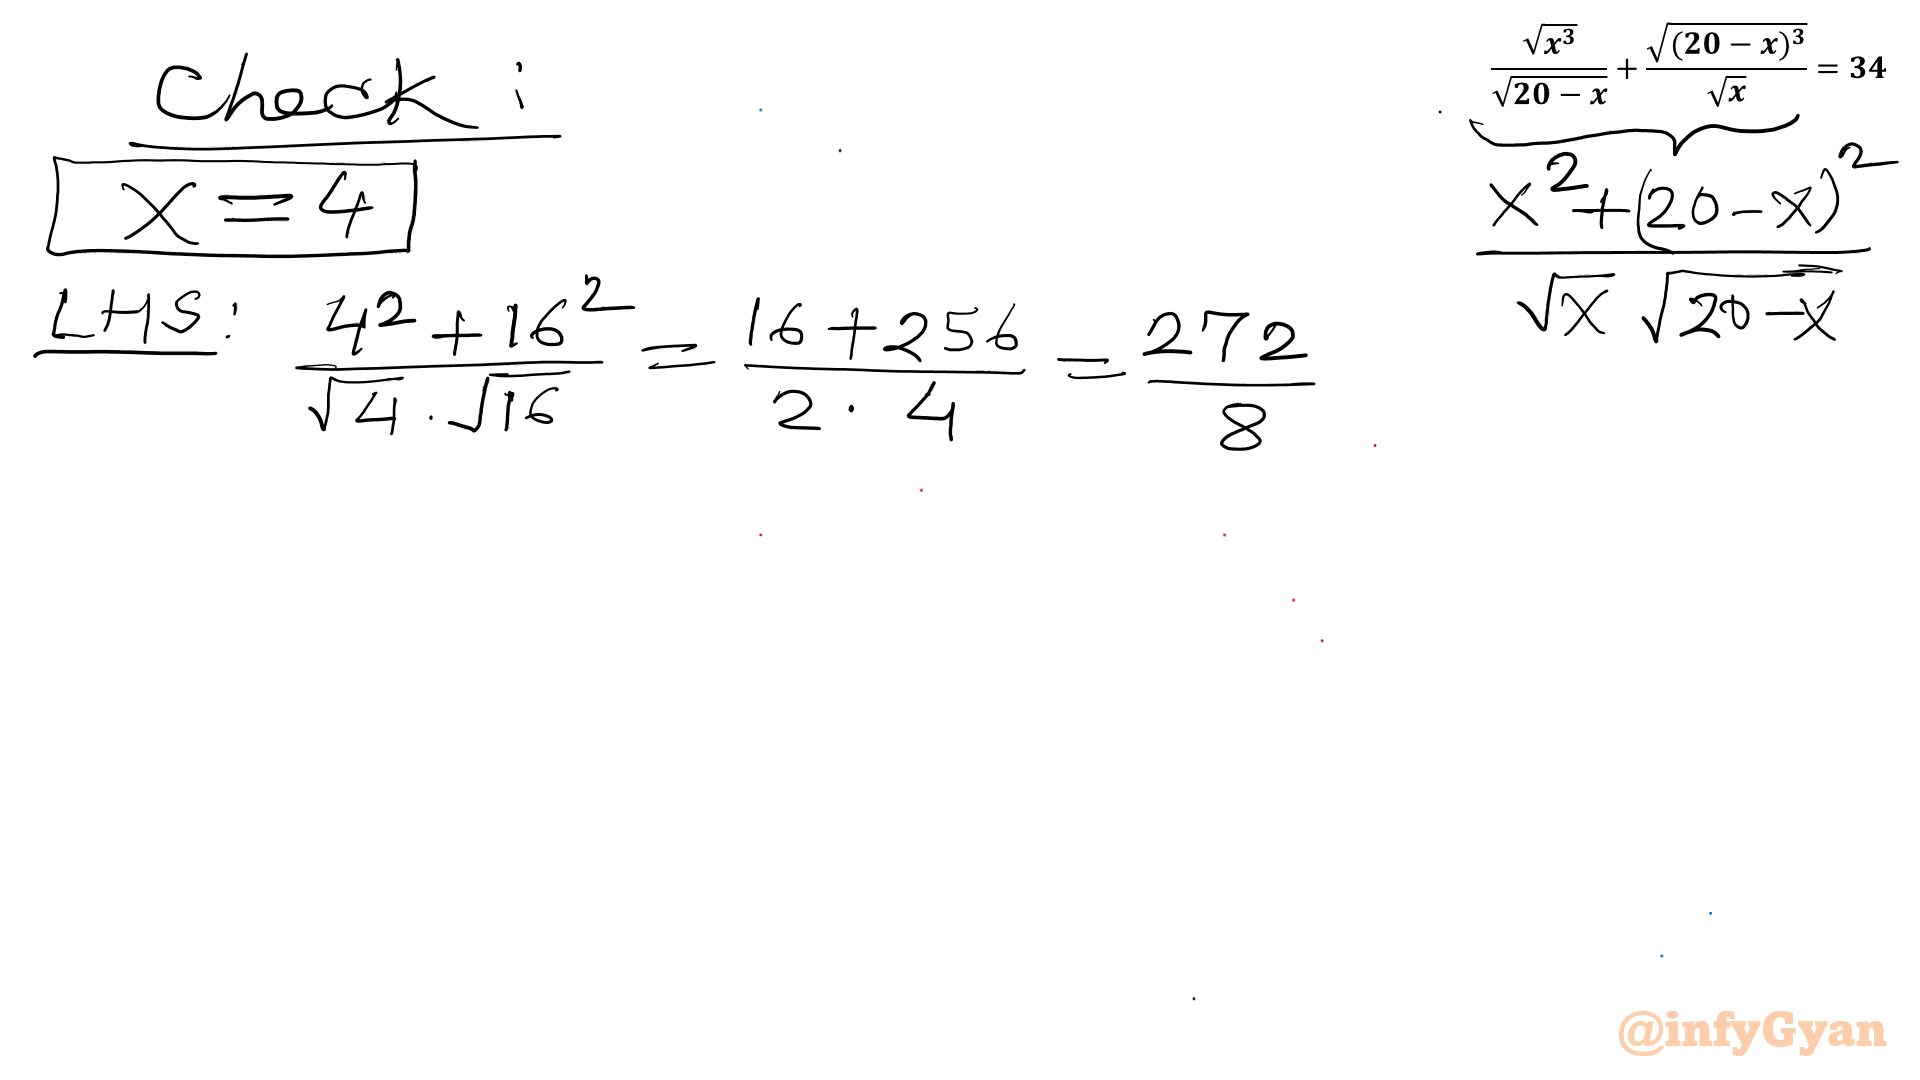 Check :
x = 4
LHS : (4² + 16²)/(√4 · √16) = (16 + 256)/(2 · 4) = 272/8
√x³/√(20 − x) + √(20 − x)³/√x = 34
(x² + (20 − x)²)/(√x √(20 − x))
@infyGyan